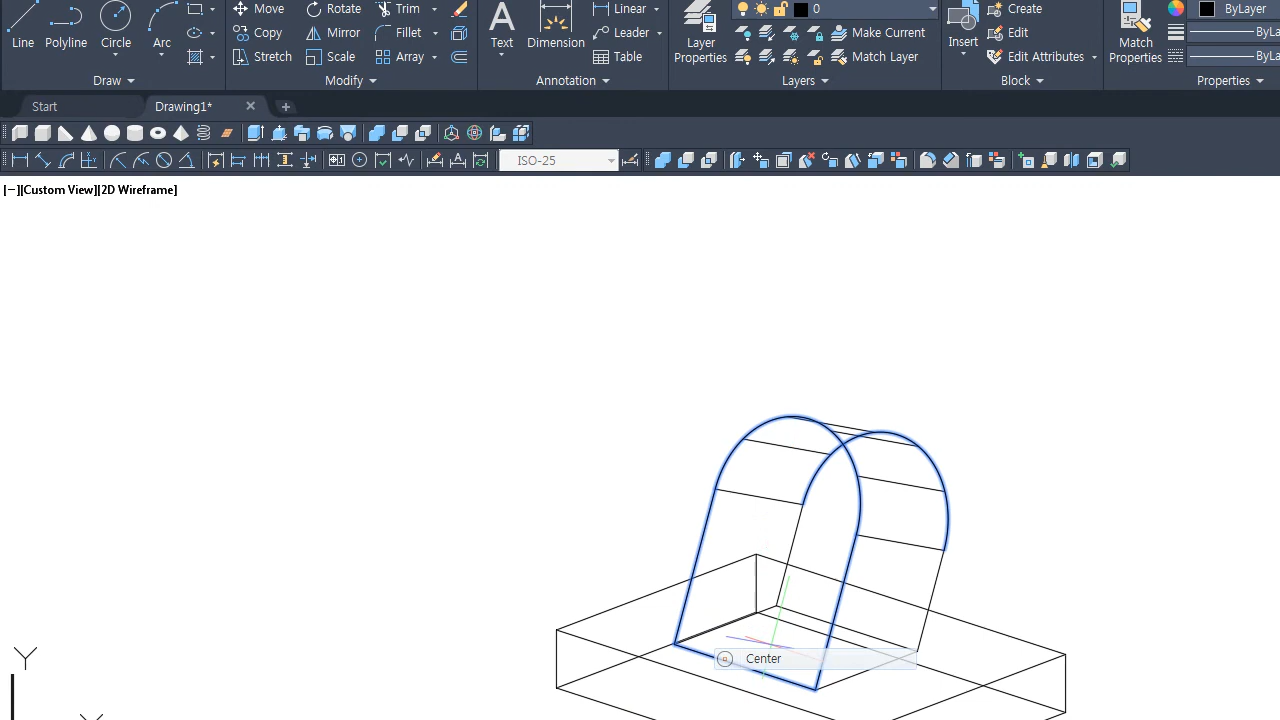 Move Rotate Trim Linear 0 Create ByLayer
Line Polyline Circle Arc Copy Mirror Fillet Text Dimension Leader Layer Properties Make Current Insert Edit Match Properties
Stretch Scale Array Table Match Layer Edit Attributes
Draw Modify Annotation Layers Block Properties
Start Drawing1*
ISO-25
[−][Custom View][2D Wireframe]
Center
Y